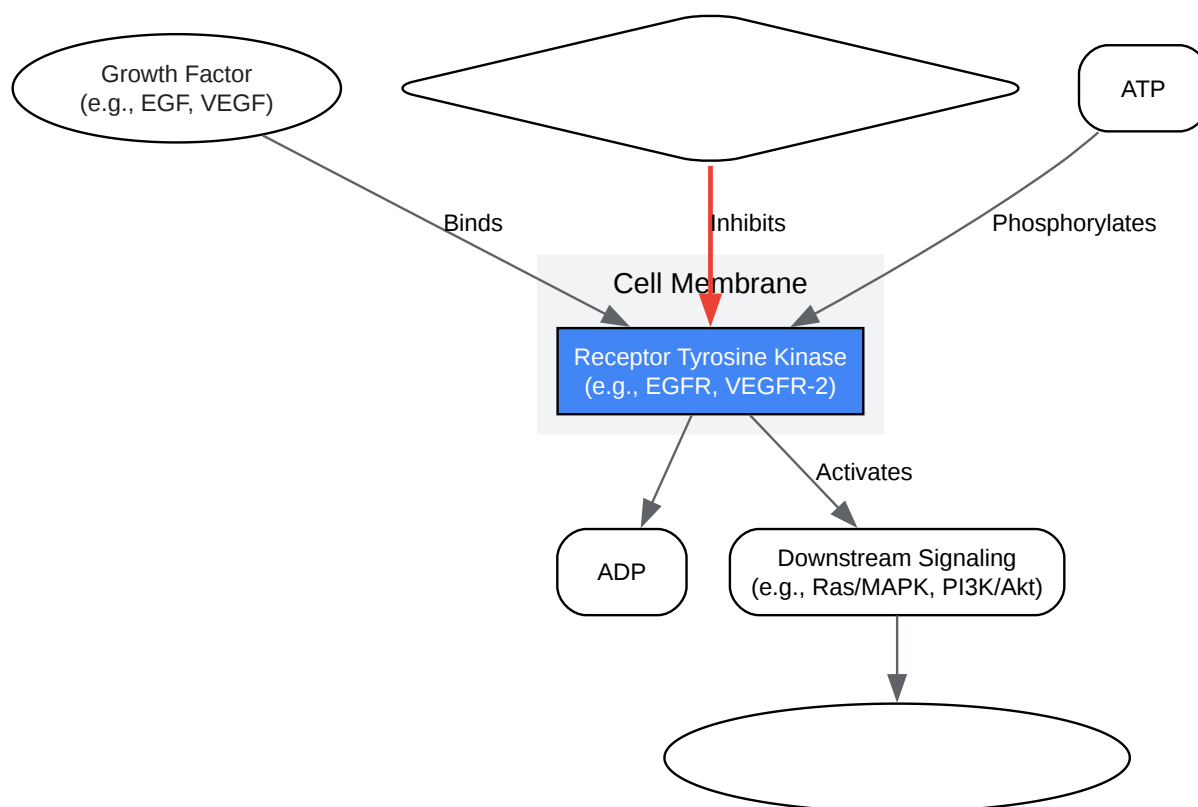 Growth Factor
(e.g., EGF, VEGF)
ATP
Binds
Inhibits
Phosphorylates
Cell Membrane
Receptor Tyrosine Kinase
(e.g., EGFR, VEGFR-2)
Activates
ADP
Downstream Signaling
(e.g., Ras/MAPK, PI3K/Akt)